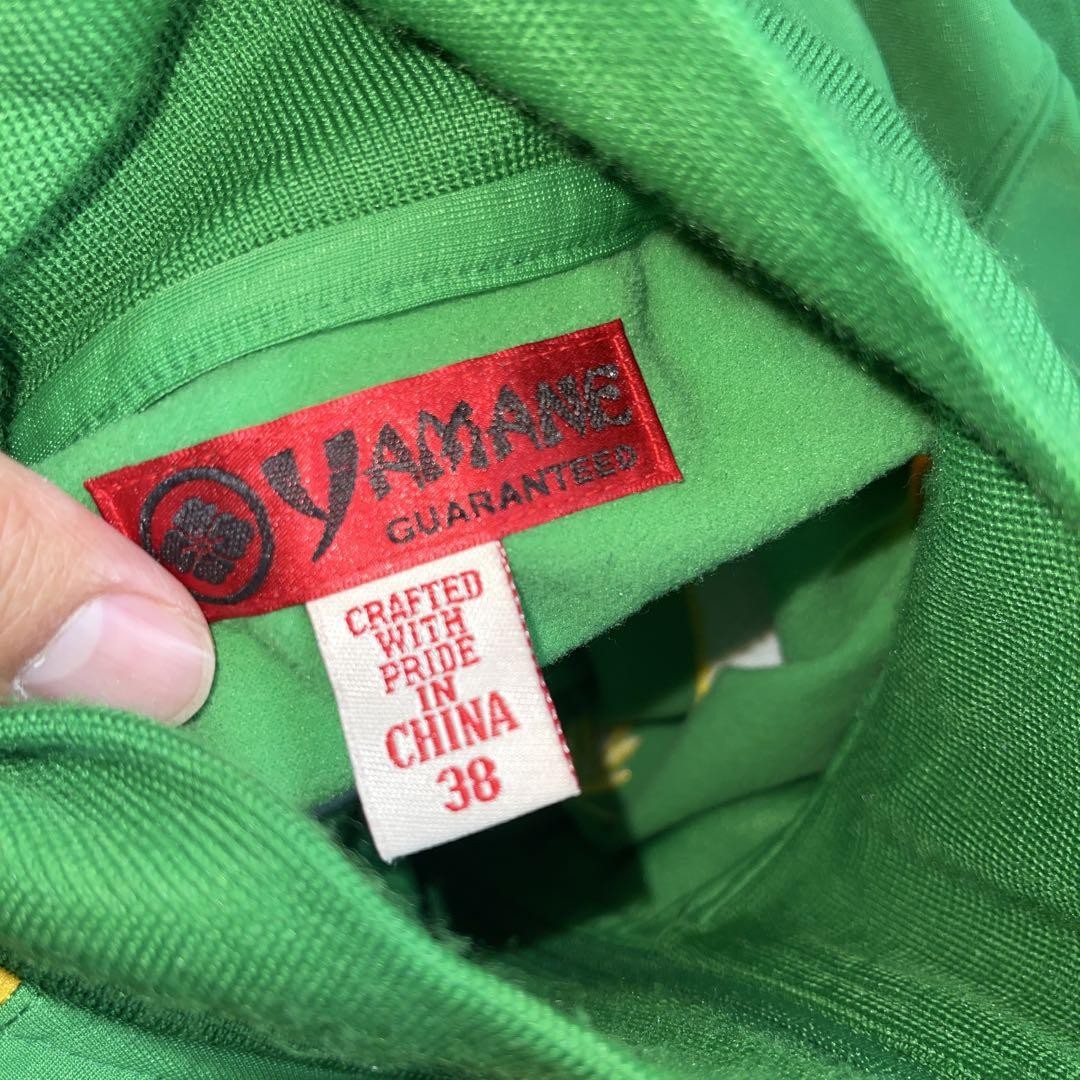 YAMANE
GUARANTEED
CRAFTED
WITH
PRIDE
IN
CHINA
38